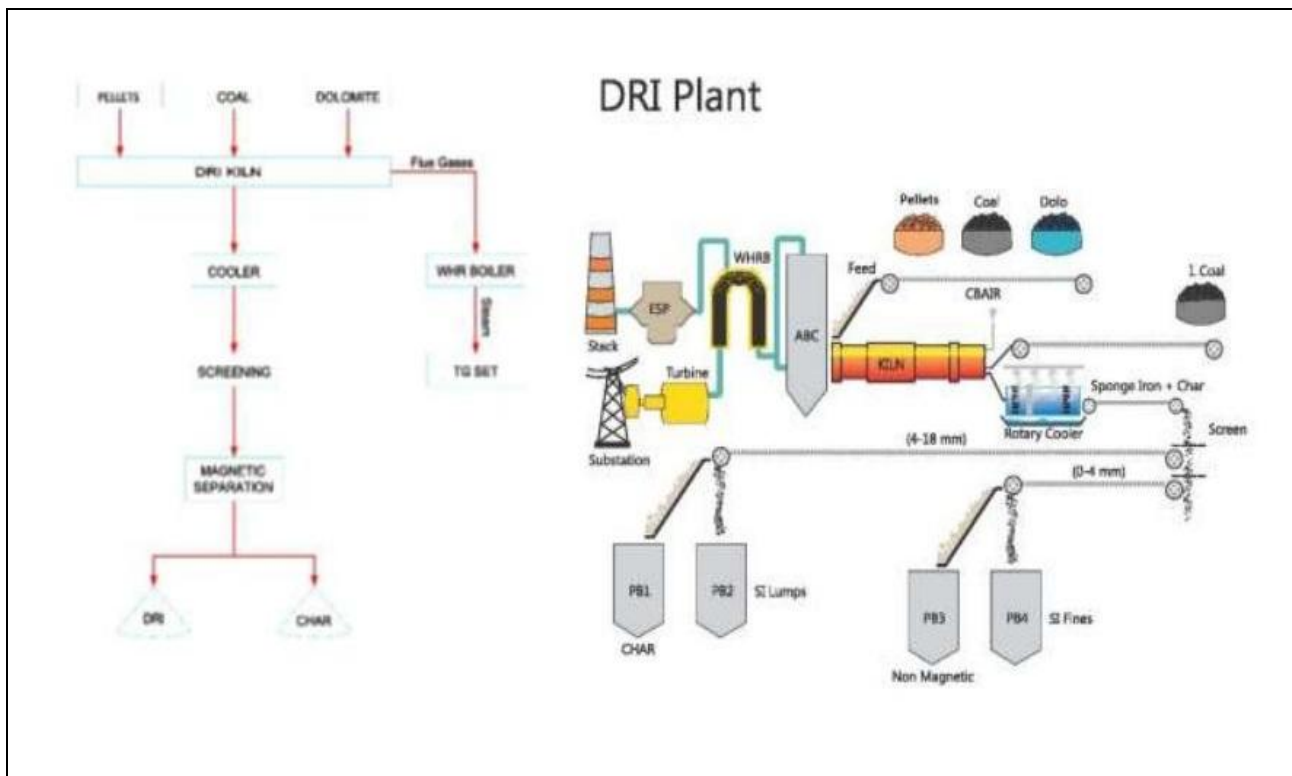 PELLETS
COAL
DOLOMITE
DRI KILN
Flue Gases
COOLER
WHR BOILER
Steam
SCREENING
TG SET
MAGNETIC
SEPARATION
DRI
CHAR
DRI Plant
Pellets
Coal
Dolo
1. Coal
Feed
CBAIR
WHRB
ESP
ABC
KILN
Stack
Turbine
Substation
Sponge Iron + Char
Rotary Cooler
Screen
(4-18 mm)
(0-4 mm)
PB1
PB2
SI Lumps
CHAR
PB3
PB4
SI Fines
Non Magnetic